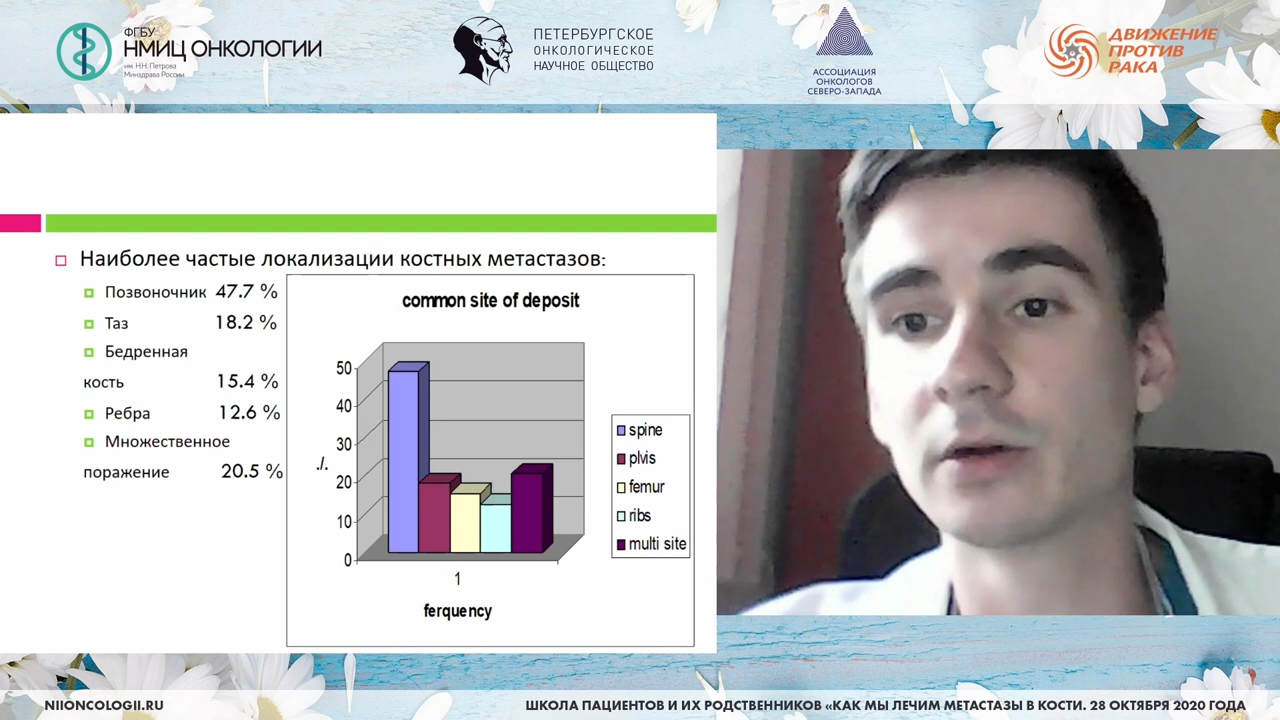 ФГБУ
НМИЦ ОНКОЛОГИИ
им. Н.Н. Петрова
Минздрава России
ПЕТЕРБУРГСКОЕ
ОНКОЛОГИЧЕСКОЕ
НАУЧНОЕ ОБЩЕСТВО
АССОЦИАЦИЯ
ОНКОЛОГОВ
СЕВЕРО-ЗАПАДА
ДВИЖЕНИЕ
ПРОТИВ
РАКА
Наиболее частые локализации костных метастазов:
Позвоночник 47.7 %
Таз 18.2 %
Бедренная
кость 15.4 %
Ребра 12.6 %
Множественное
поражение 20.5 %
common site of deposit
50
40
30
20
10
0
./.
1
ferquency
spine
plvis
femur
ribs
multi site
NIIONCOLOGII.RU
ШКОЛА ПАЦИЕНТОВ И ИХ РОДСТВЕННИКОВ «КАК МЫ ЛЕЧИМ МЕТАСТАЗЫ В КОСТИ. 28 ОКТЯБРЯ 2020 ГОДА